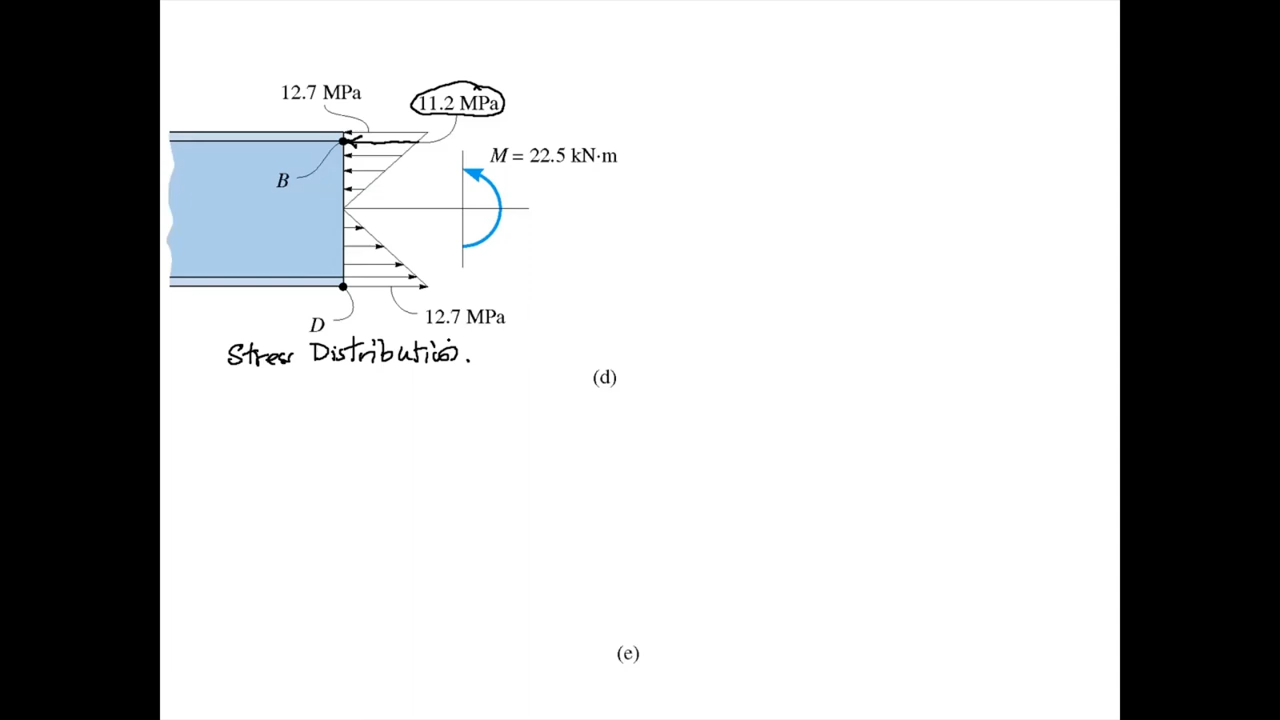 12.7 MPa
11.2 MPa
M = 22.5 kN·m
B
12.7 MPa
D
Stress Distribution.
(d)
(e)